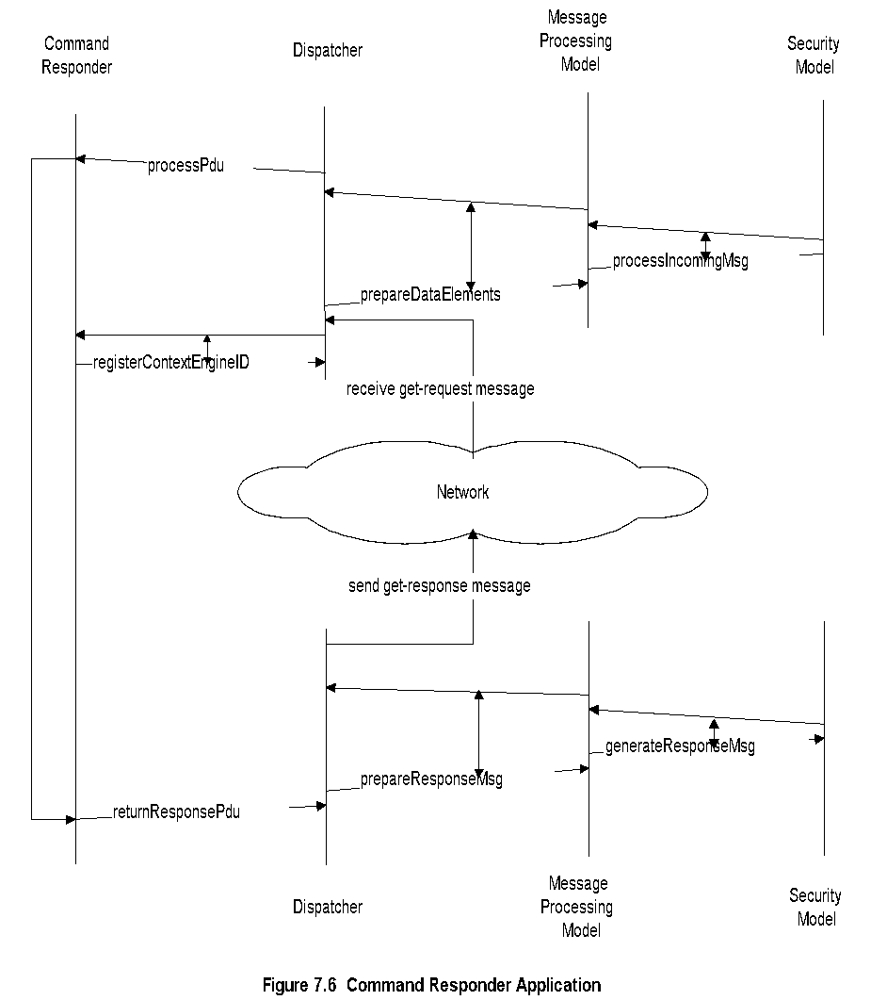 Command
Responder
Dispatcher
Message
Processing
Model
Security
Model
processPdu
processIncomingMsg
prepareDataElements
registerContextEngineID
receive get-request message
Network
send get-response message
generateResponseMsg
prepareResponseMsg
returnResponsePdu
Dispatcher
Message
Processing
Model
Security
Model
Figure 7.6 Command Responder Application